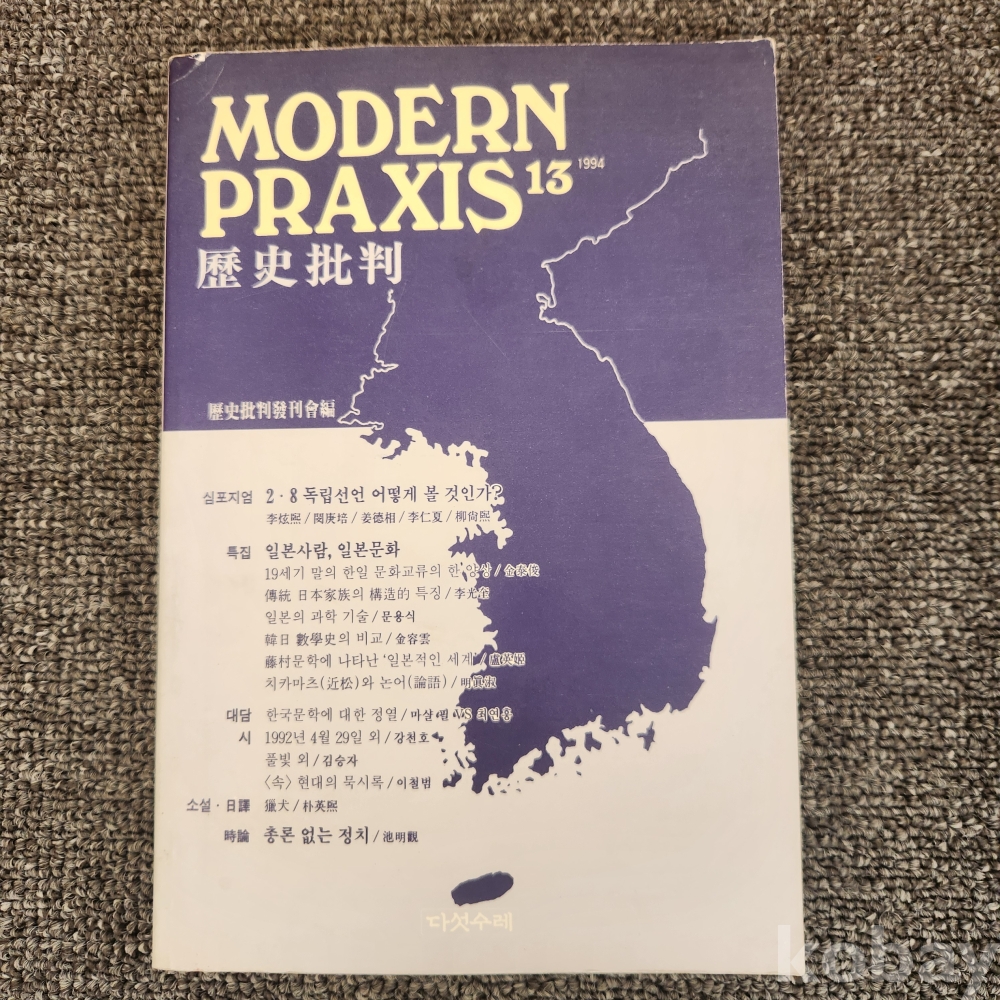 MODERN
PRAXIS 13 1994
歷史批判
歷史批判發刊會編
심포지엄 2·8 독립선언 어떻게 볼 것인가?
李炫熙/閔庚培/姜德相/李仁夏/柳尙熙
특집 일본사람, 일본문화
19세기 말의 한일 문화교류의 한 양상/金泰俊
傳統 日本家族의 構造的 특징/李光奎
일본의 과학 기술/문용식
韓日 數學史의 비교/金容雲
藤村문학에 나타난 '일본적인 세계'/盧英姬
치카마츠(近松)와 논어(論語)/明眞淑
대담 한국문학에 대한 정열/마샬 필 VS 최연홍
시 1992년 4월 29일 외/강천호
풀빛 외/김승자
〈속〉 현대의 묵시록/이철범
소설·日譯 獵犬/朴英熙
時論 총론 없는 정치/池明觀
다섯수레
kobay